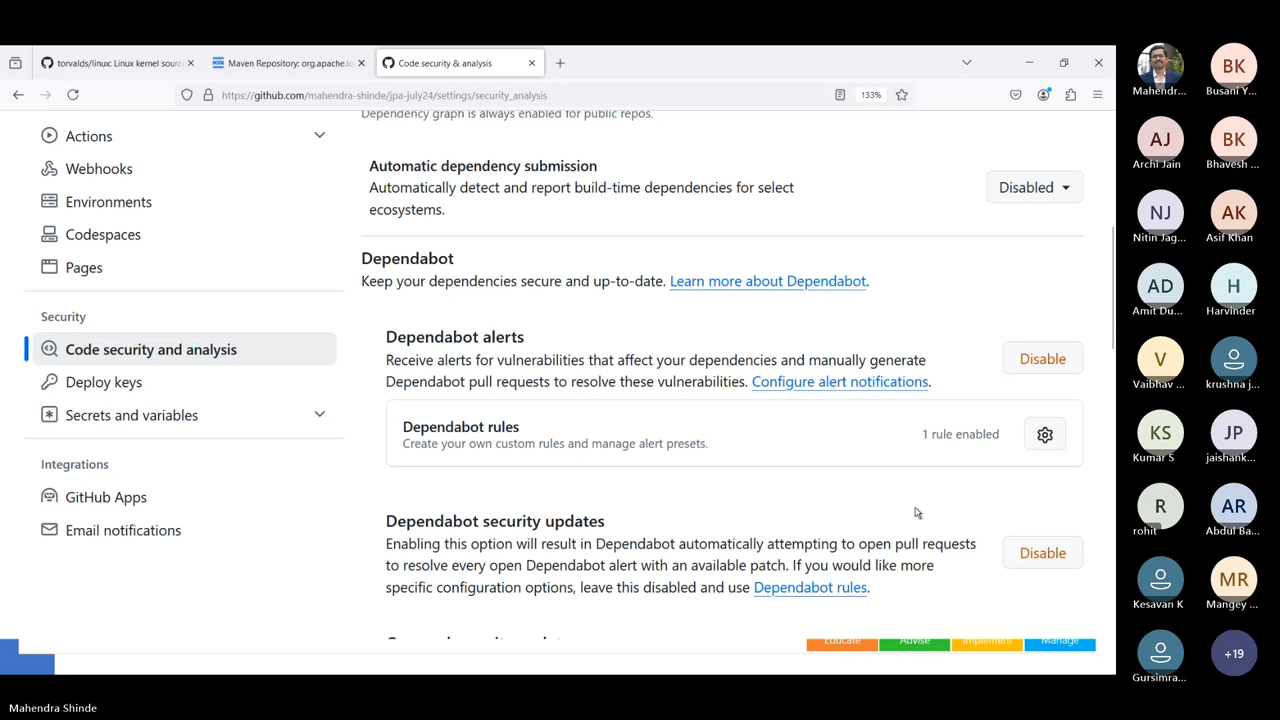 torvalds/linux: Linux kernel sourc
Maven Repository: org.apache.lo
Code security & analysis
https://github.com/mahendra-shinde/jpa-july24/settings/security_analysis
133%
Dependency graph is always enabled for public repos.
Actions
Webhooks
Environments
Codespaces
Pages
Security
Code security and analysis
Deploy keys
Secrets and variables
Integrations
GitHub Apps
Email notifications
Automatic dependency submission
Automatically detect and report build-time dependencies for select
ecosystems.
Disabled
Dependabot
Keep your dependencies secure and up-to-date. Learn more about Dependabot.
Dependabot alerts
Receive alerts for vulnerabilities that affect your dependencies and manually generate
Dependabot pull requests to resolve these vulnerabilities. Configure alert notifications.
Disable
Dependabot rules
Create your own custom rules and manage alert presets.
1 rule enabled
Dependabot security updates
Enabling this option will result in Dependabot automatically attempting to open pull requests
to resolve every open Dependabot alert with an available patch. If you would like more
specific configuration options, leave this disabled and use Dependabot rules.
Disable
Educate Advise Implement Manage
Mahendr...
BK
Busani Y...
AJ
Archi Jain
BK
Bhavesh ...
NJ
Nitin Jag...
AK
Asif Khan
AD
Amit Du...
H
Harvinder
V
Vaibhav ...
krushna j...
KS
Kumar S
JP
jaishank...
R
rohit
AR
Abdul Ba...
Kesavan K
MR
Mangey ...
Gursimra...
+19
Mahendra Shinde